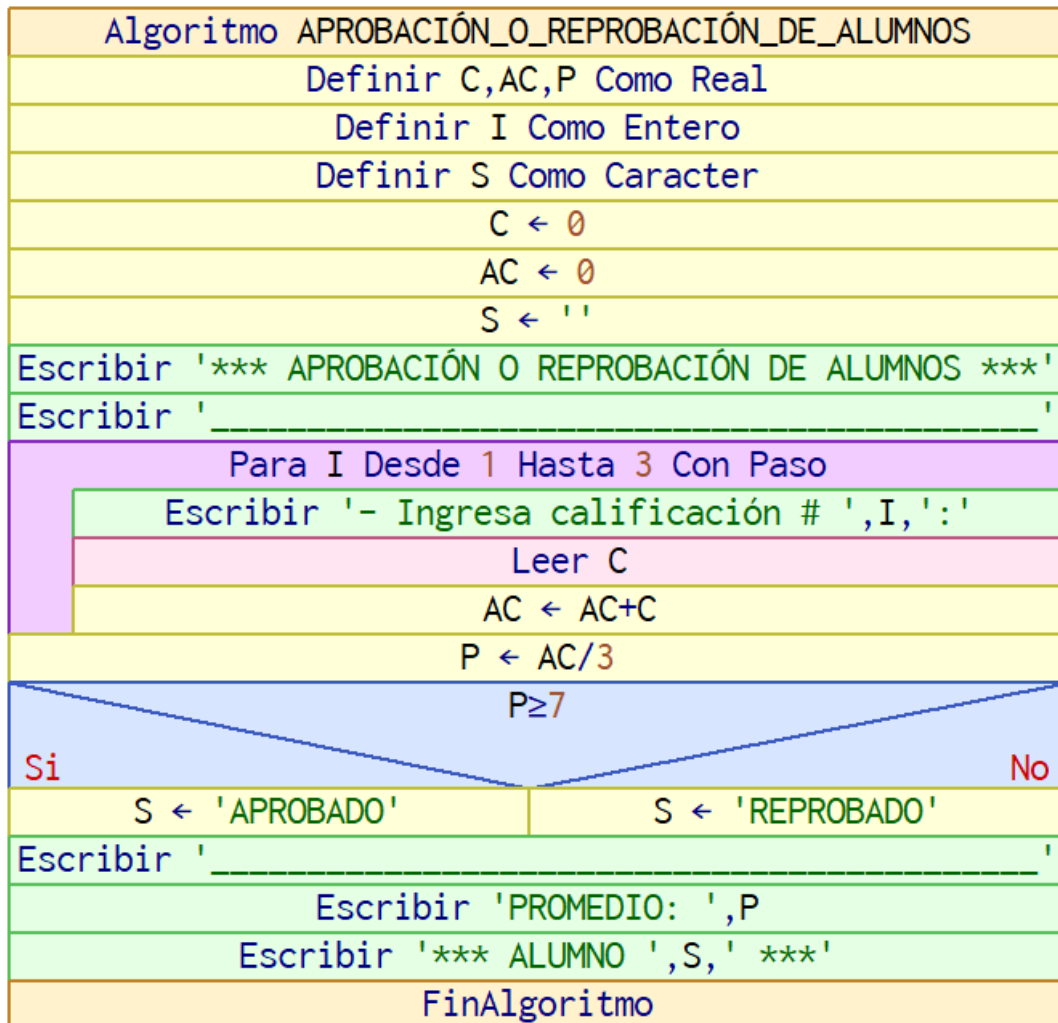 Algoritmo APROBACIÓN_O_REPROBACIÓN_DE_ALUMNOS
Definir C,AC,P Como Real
Definir I Como Entero
Definir S Como Caracter
C ← 0
AC ← 0
S ← ''
Escribir '*** APROBACIÓN O REPROBACIÓN DE ALUMNOS ***'
Escribir '___________________________________________'
Para I Desde 1 Hasta 3 Con Paso
Escribir '- Ingresa calificación # ',I,':'
Leer C
AC ← AC+C
P ← AC/3
P≥7
Si No
S ← 'APROBADO' S ← 'REPROBADO'
Escribir '___________________________________________'
Escribir 'PROMEDIO: ',P
Escribir '*** ALUMNO ',S,' ***'
FinAlgoritmo